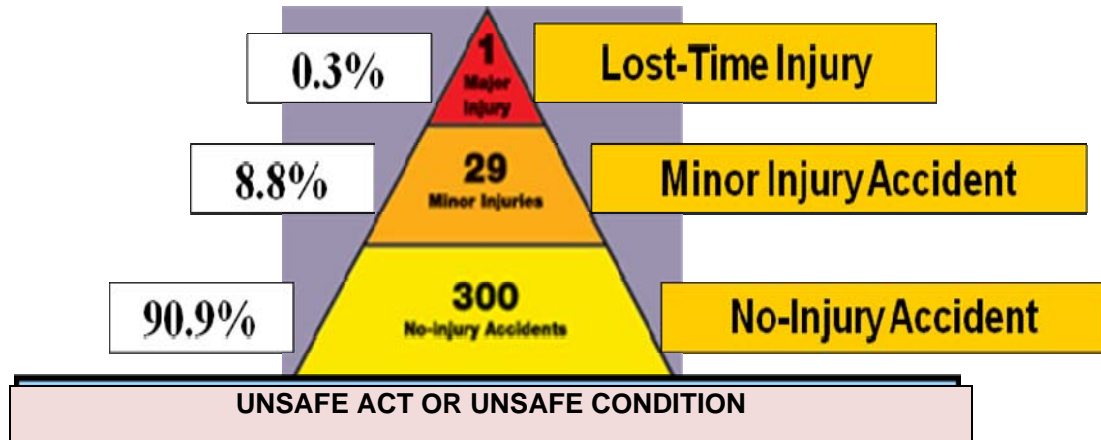 0.3%
1
Major
Injury
Lost-Time Injury
8.8%
29
Minor Injuries
Minor Injury Accident
90.9%
300
No-injury Accidents
No-Injury Accident
UNSAFE ACT OR UNSAFE CONDITION